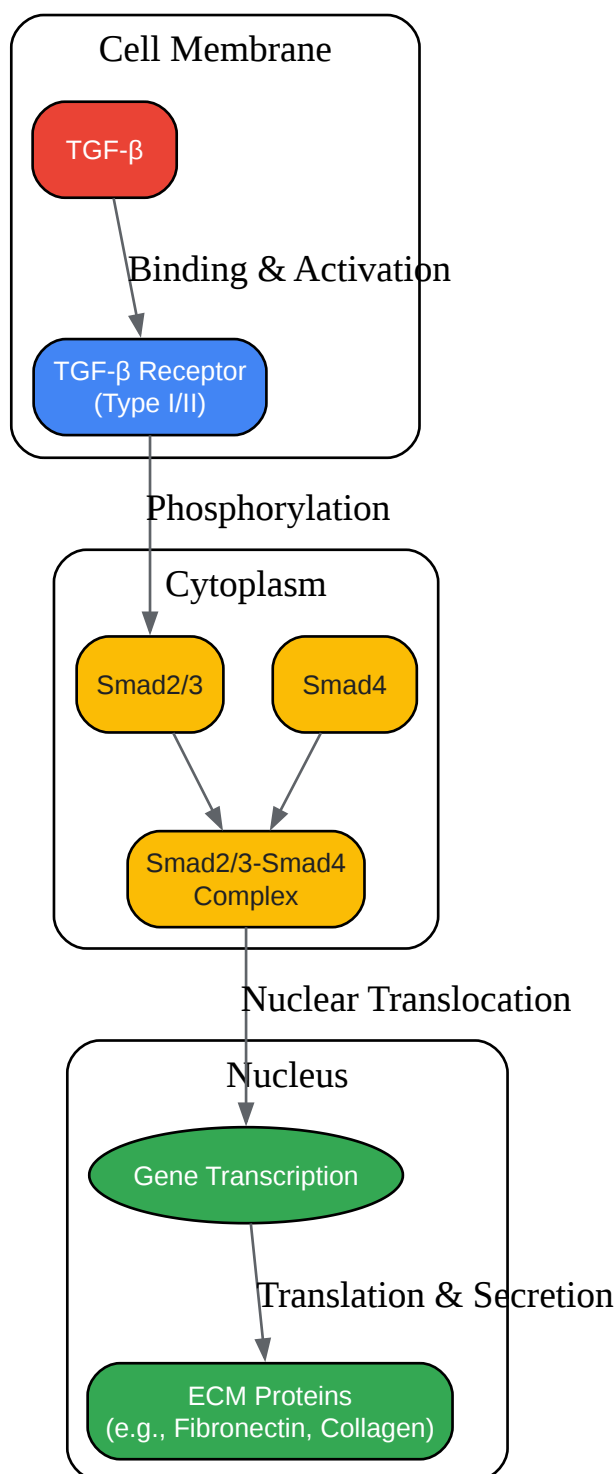 Cell Membrane
TGF-β
Binding & Activation
TGF-β Receptor
(Type I/II)
Phosphorylation
Cytoplasm
Smad2/3
Smad4
Smad2/3-Smad4
Complex
Nuclear Translocation
Nucleus
Gene Transcription
Translation & Secretion
ECM Proteins
(e.g., Fibronectin, Collagen)